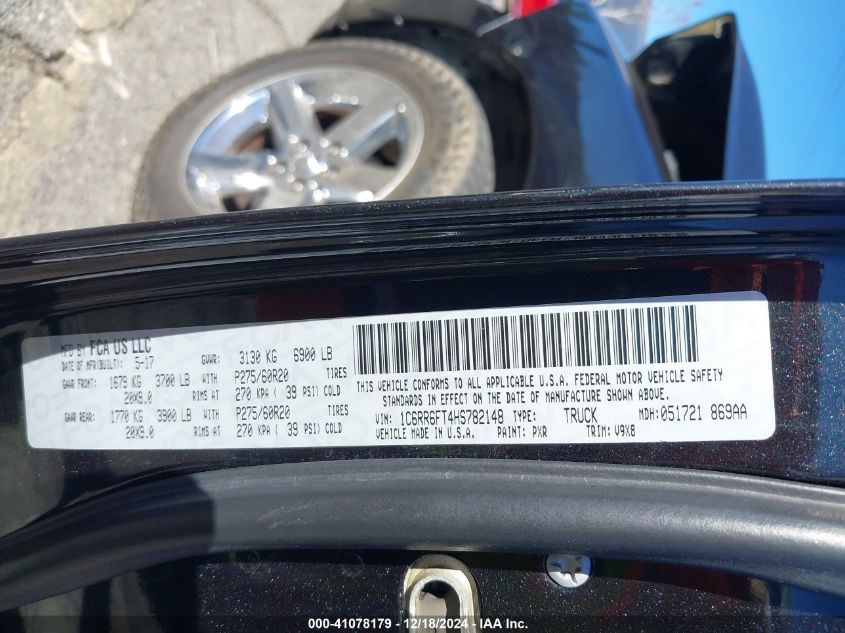 MFD BY FCA US LLC
DATE OF MFR(BUILT): 5-17 GVWR: 3130 KG 6900 LB
GAWR FRONT: 1679 KG 3700 LB WITH P275/60R20 TIRES
20X9.0 RIMS AT 270 KPA ( 39 PSI) COLD
GAWR REAR: 1770 KG 3900 LB WITH P275/60R20 TIRES
20X9.0 RIMS AT 270 KPA ( 39 PSI) COLD
THIS VEHICLE CONFORMS TO ALL APPLICABLE U.S.A. FEDERAL MOTOR VEHICLE SAFETY
STANDARDS IN EFFECT ON THE DATE OF MANUFACTURE SHOWN ABOVE.
VIN: 1C6RR6FT4HS782148 TYPE: TRUCK MDH: 051721 869AA
VEHICLE MADE IN U.S.A. PAINT: PXR TRIM: V9X8
000-41078179 - 12/18/2024 - IAA Inc.